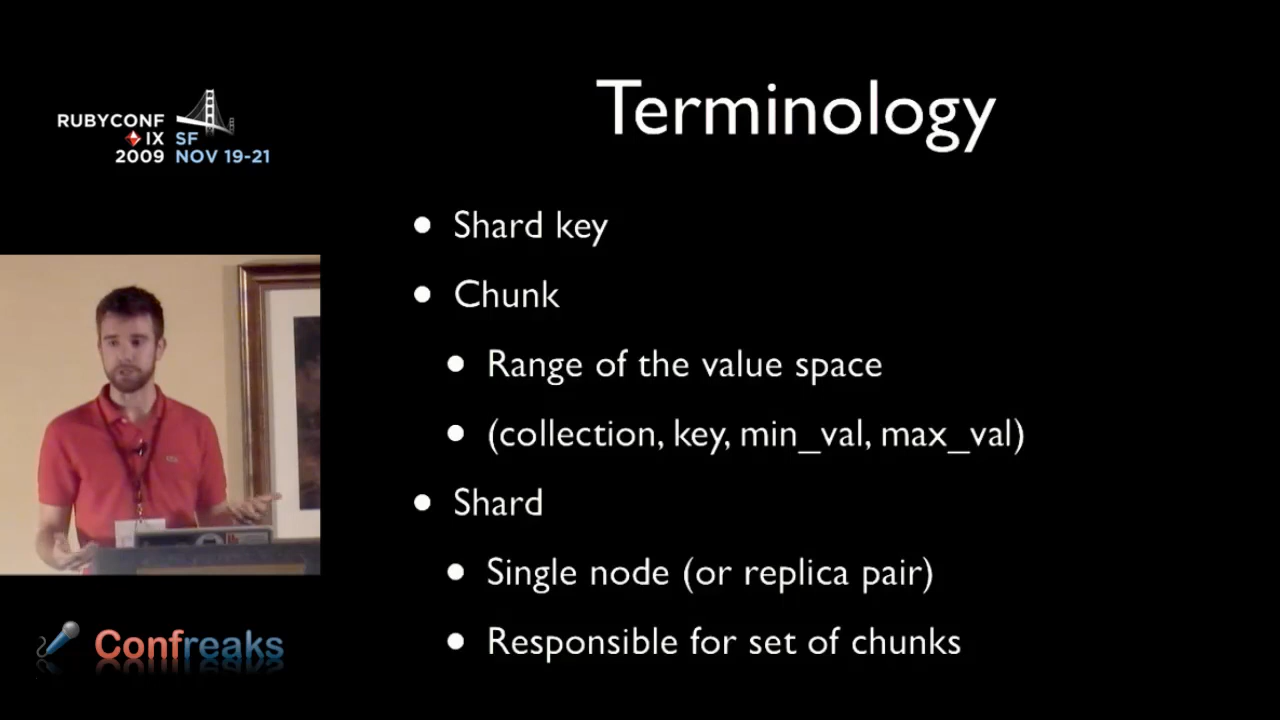 RUBYCONF
IX SF
2009 NOV 19-21
Terminology
Shard key
Chunk
Range of the value space
(collection, key, min_val, max_val)
Shard
Single node (or replica pair)
Responsible for set of chunks
Confreaks